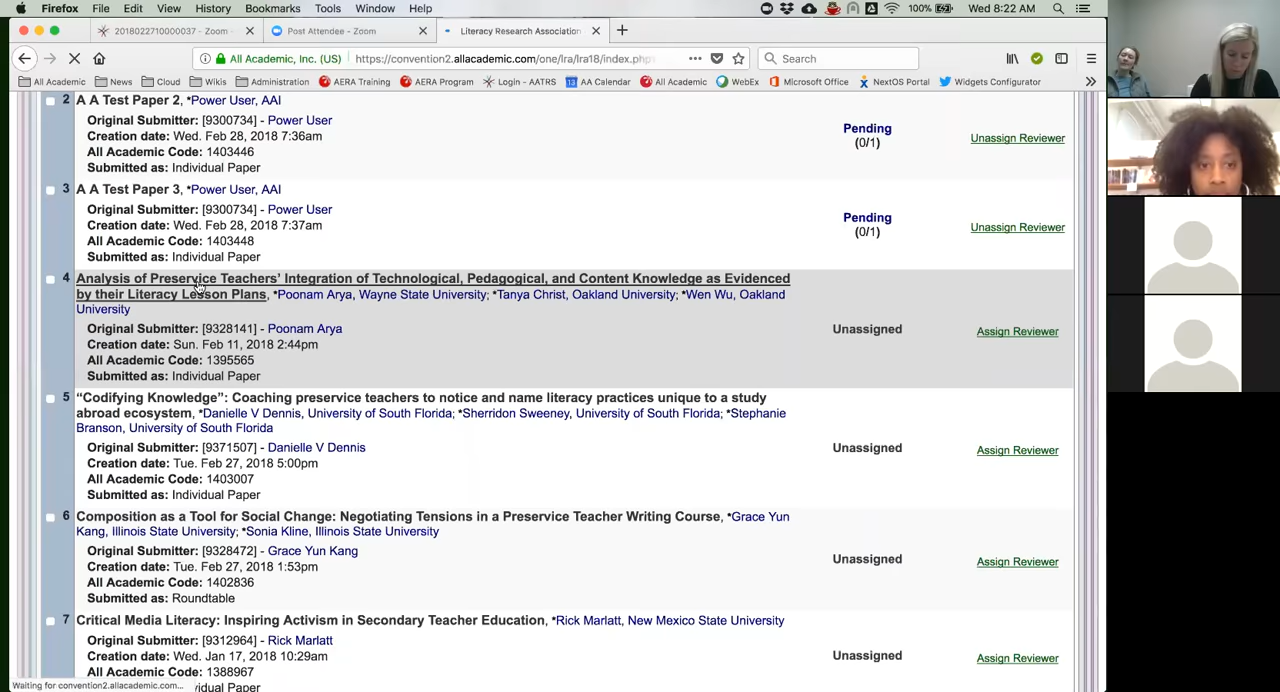 Firefox File Edit View History Bookmarks Tools Window Help 100% Wed 8:22 AM
2018022710000037 - Zoom Post Attendee - Zoom Literacy Research Association
All Academic, Inc. (US) https://convention2.allacademic.com/one/lra/lra18/index.php Search
All Academic News Cloud Wikis Administration AERA Training AERA Program Login - AATRS AA Calendar All Academic WebEx Microsoft Office NextOS Portal Widgets Configurator
2 A A Test Paper 2, *Power User, AAI
Original Submitter: [9300734] - Power User
Creation date: Wed. Feb 28, 2018 7:36am
All Academic Code: 1403446
Submitted as: Individual Paper
Pending
(0/1)
Unassign Reviewer
3 A A Test Paper 3, *Power User, AAI
Original Submitter: [9300734] - Power User
Creation date: Wed. Feb 28, 2018 7:37am
All Academic Code: 1403448
Submitted as: Individual Paper
Pending
(0/1)
Unassign Reviewer
4 Analysis of Preservice Teachers’ Integration of Technological, Pedagogical, and Content Knowledge as Evidenced
by their Literacy Lesson Plans, *Poonam Arya, Wayne State University; *Tanya Christ, Oakland University; *Wen Wu, Oakland
University
Original Submitter: [9328141] - Poonam Arya
Creation date: Sun. Feb 11, 2018 2:44pm
All Academic Code: 1395565
Submitted as: Individual Paper
Unassigned
Assign Reviewer
5 “Codifying Knowledge”: Coaching preservice teachers to notice and name literacy practices unique to a study
abroad ecosystem, *Danielle V Dennis, University of South Florida; *Sherridon Sweeney, University of South Florida; *Stephanie
Branson, University of South Florida
Original Submitter: [9371507] - Danielle V Dennis
Creation date: Tue. Feb 27, 2018 5:00pm
All Academic Code: 1403007
Submitted as: Individual Paper
Unassigned
Assign Reviewer
6 Composition as a Tool for Social Change: Negotiating Tensions in a Preservice Teacher Writing Course, *Grace Yun
Kang, Illinois State University; *Sonia Kline, Illinois State University
Original Submitter: [9328472] - Grace Yun Kang
Creation date: Tue. Feb 27, 2018 1:53pm
All Academic Code: 1402836
Submitted as: Roundtable
Unassigned
Assign Reviewer
7 Critical Media Literacy: Inspiring Activism in Secondary Teacher Education, *Rick Marlatt, New Mexico State University
Original Submitter: [9312964] - Rick Marlatt
Creation date: Wed. Jan 17, 2018 10:29am
All Academic Code: 1388967
Unassigned
Assign Reviewer
Waiting for convention2.allacademic.com... vidual Paper